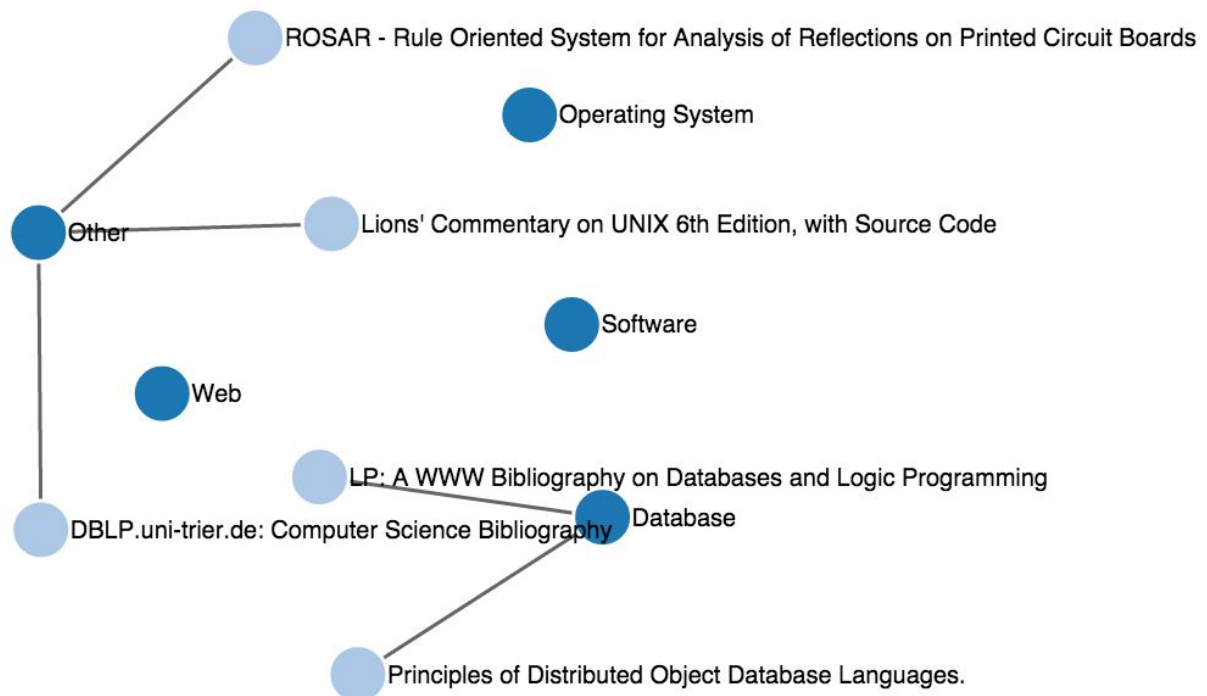 ROSAR - Rule Oriented System for Analysis of Reflections on Printed Circuit Boards
Operating System
Lions' Commentary on UNIX 6th Edition, with Source Code
Other
Software
Web
LP: A WWW Bibliography on Databases and Logic Programming
Database
DBLP.uni-trier.de: Computer Science Bibliography
Principles of Distributed Object Database Languages.